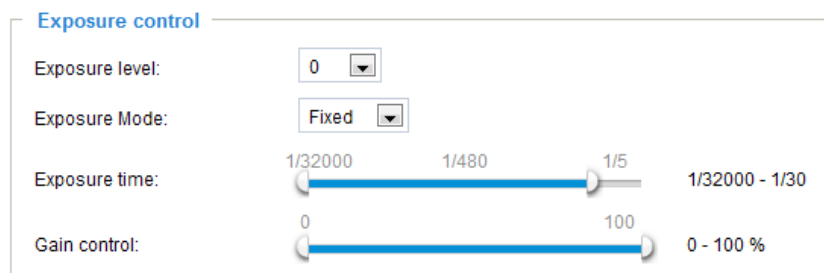 Exposure control
Exposure level: 0
Exposure Mode: Fixed
1/32000 1/480 1/5
Exposure time: 1/32000 - 1/30
0 100
Gain control: 0 - 100 %